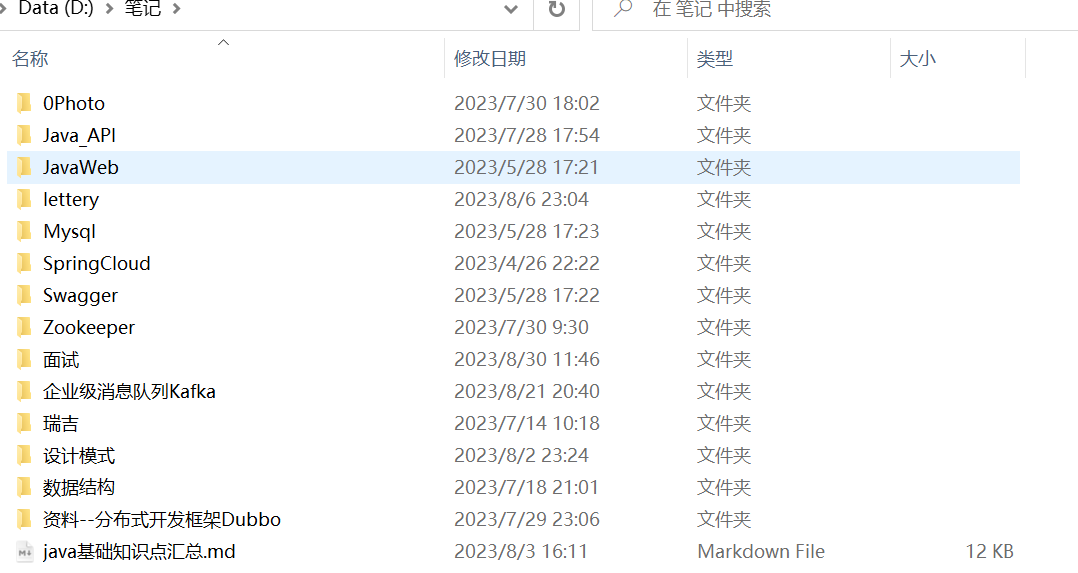 Data (D:) 笔记 在 笔记 中搜索
名称 修改日期 类型 大小
0Photo 2023/7/30 18:02 文件夹
Java_API 2023/7/28 17:54 文件夹
JavaWeb 2023/5/28 17:21 文件夹
lettery 2023/8/6 23:04 文件夹
Mysql 2023/5/28 17:23 文件夹
SpringCloud 2023/4/26 22:22 文件夹
Swagger 2023/5/28 17:22 文件夹
Zookeeper 2023/7/30 9:30 文件夹
面试 2023/8/30 11:46 文件夹
企业级消息队列Kafka 2023/8/21 20:40 文件夹
瑞吉 2023/7/14 10:18 文件夹
设计模式 2023/8/2 23:24 文件夹
数据结构 2023/7/18 21:01 文件夹
资料--分布式开发框架Dubbo 2023/7/29 23:06 文件夹
java基础知识点汇总.md 2023/8/3 16:11 Markdown File 12 KB